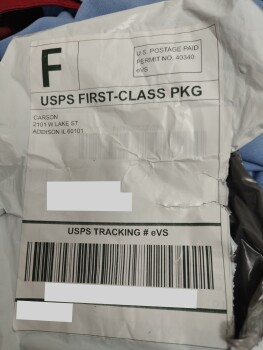 F
U.S. POSTAGE PAID
PERMIT NO. 40340
eVS
USPS FIRST-CLASS PKG
CARSON
2101 W LAKE ST
ADDISON IL 60101
USPS TRACKING # eVS